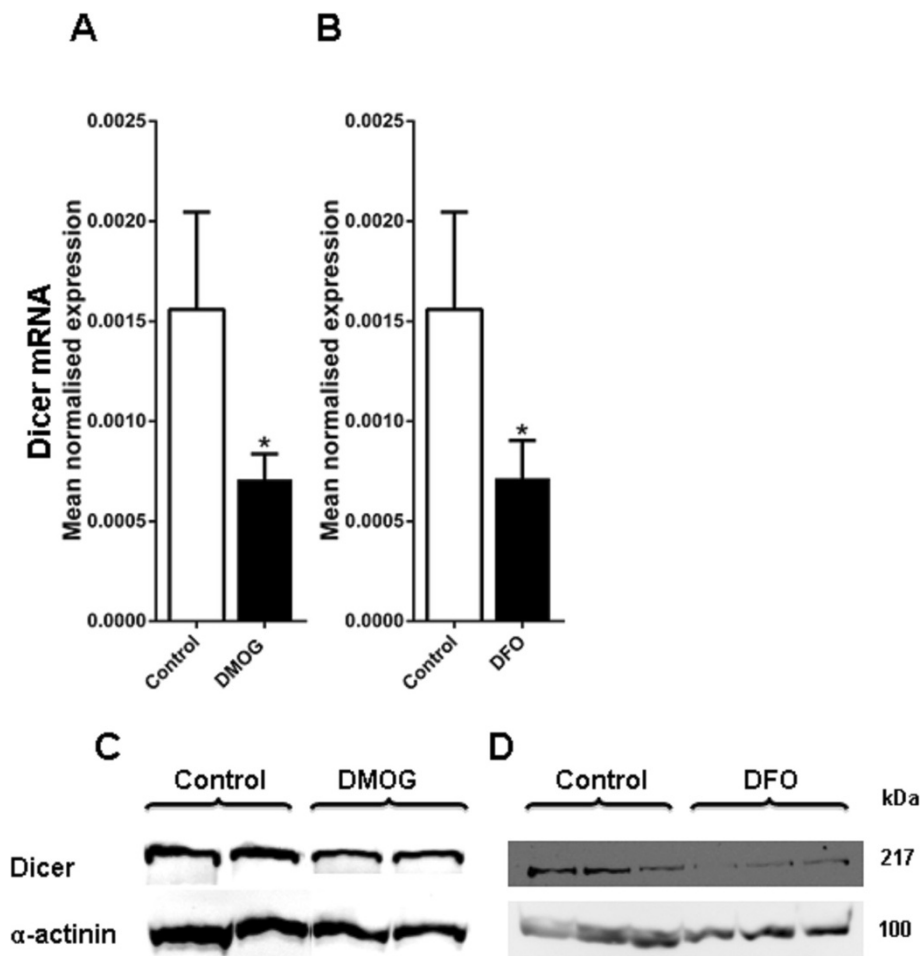 A
B
Dicer mRNA
Mean normalised expression
0.0025
0.0020
0.0015
0.0010
0.0005
0.0000
*
Control
DMOG
Mean normalised expression
0.0025
0.0020
0.0015
0.0010
0.0005
0.0000
*
Control
DFO
C
D
Control
DMOG
Control
DFO
kDa
Dicer
217
α-actinin
100